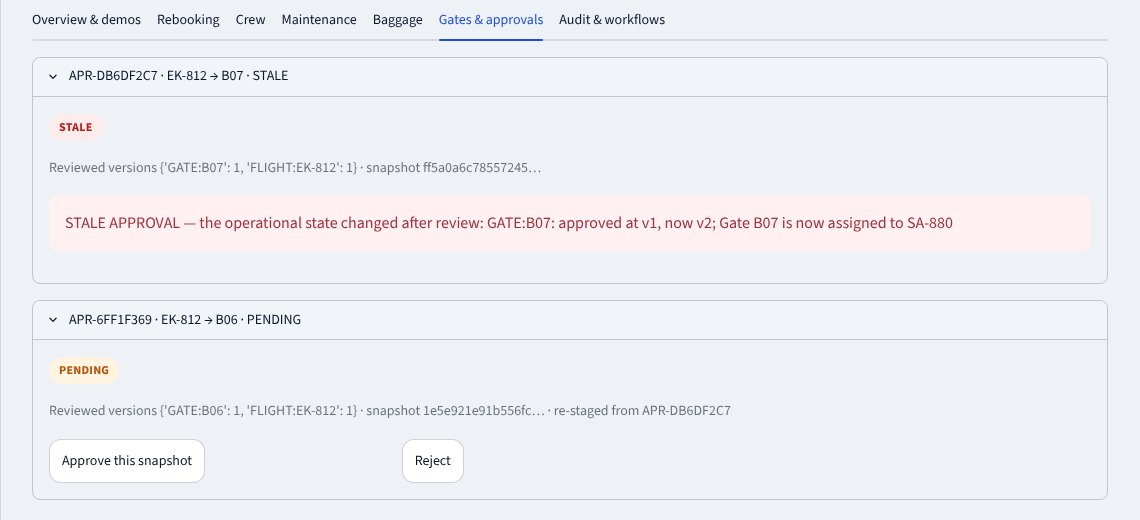 Overview & demos Rebooking Crew Maintenance Baggage Gates & approvals Audit & workflows
APR-DB6DF2C7 · EK-812 → B07 · STALE
STALE
Reviewed versions {'GATE:B07': 1, 'FLIGHT:EK-812': 1} · snapshot ff5a0a6c78557245…
STALE APPROVAL — the operational state changed after review: GATE:B07: approved at v1, now v2; Gate B07 is now assigned to SA-880
APR-6FF1F369 · EK-812 → B06 · PENDING
PENDING
Reviewed versions {'GATE:B06': 1, 'FLIGHT:EK-812': 1} · snapshot 1e5e921e91b556fc… · re-staged from APR-DB6DF2C7
Approve this snapshot Reject